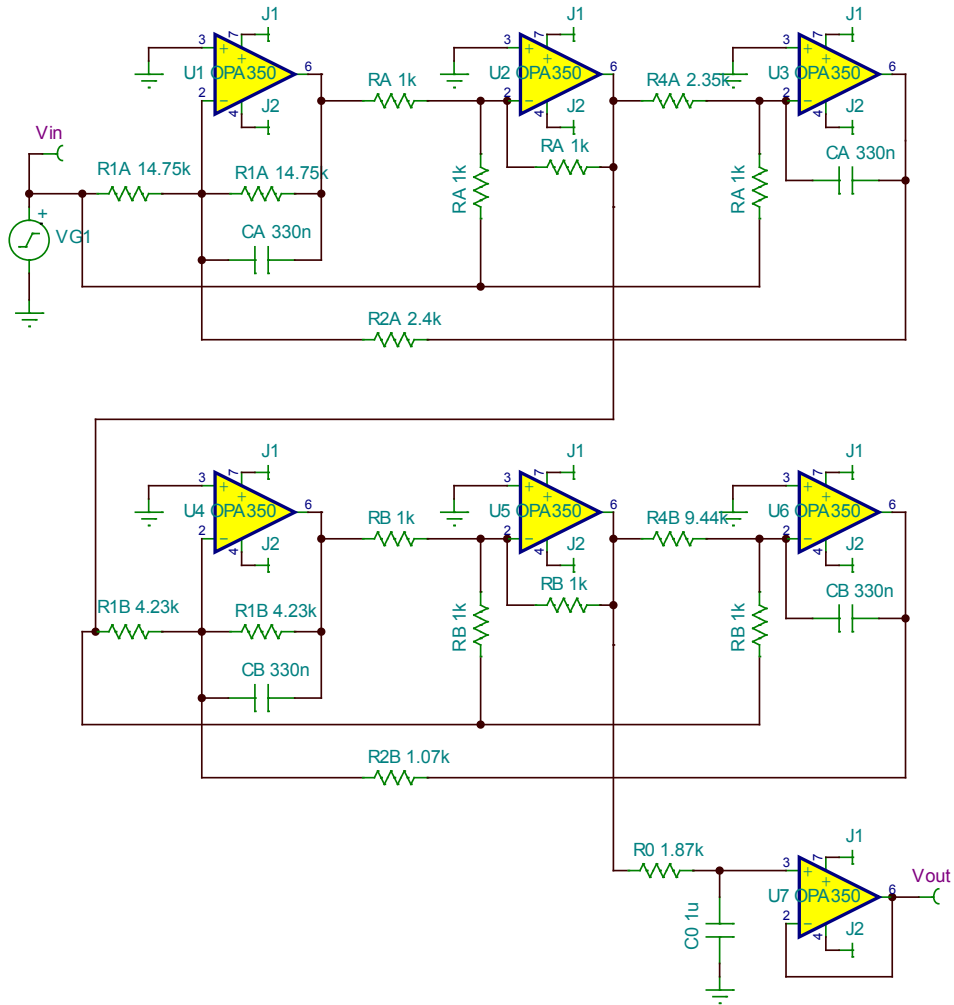 J1
J1
J1
3
7
6
3
7
6
3
7
6
U1 OPA350
U2 OPA350
U3 OPA350
RA 1k
R4A 2.35k
2
4
2
4
2
4
J2
J2
J2
Vin
R1A 14.75k
R1A 14.75k
RA 1k
RA 1k
RA 1k
CA 330n
VG1
CA 330n
R2A 2.4k
J1
J1
J1
3
7
6
3
7
6
3
7
6
U4 OPA350
U5 OPA350
U6 OPA350
RB 1k
R4B 9.44k
2
4
2
4
2
4
J2
J2
J2
R1B 4.23k
R1B 4.23k
RB 1k
RB 1k
RB 1k
CB 330n
CB 330n
R2B 1.07k
J1
R0 1.87k
3
7
6
Vout
U7 OPA350
2
4
J2
C0 1u